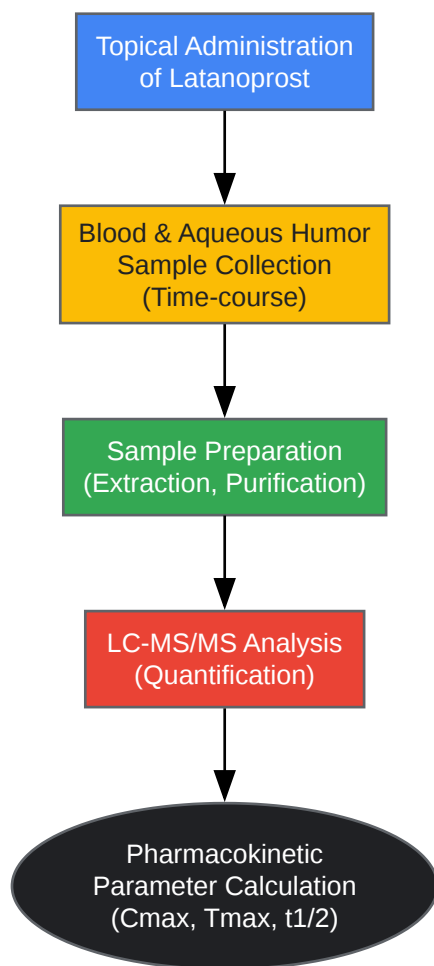 Topical Administration
of Latanoprost
Blood & Aqueous Humor
Sample Collection
(Time-course)
Sample Preparation
(Extraction, Purification)
LC-MS/MS Analysis
(Quantification)
Pharmacokinetic
Parameter Calculation
(Cmax, Tmax, t1/2)